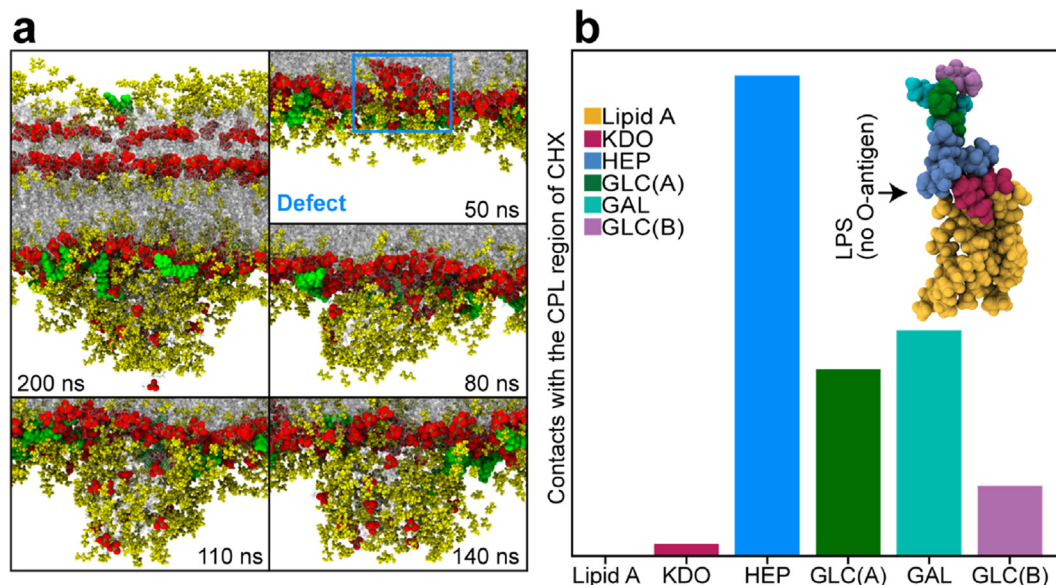 a
50 ns
Defect
200 ns
80 ns
110 ns
140 ns
b
Contacts with the CPL region of CHX
Lipid A
KDO
HEP
GLC(A)
GAL
GLC(B)
LPS
(no O-antigen)
Lipid A
KDO
HEP
GLC(A)
GAL
GLC(B)